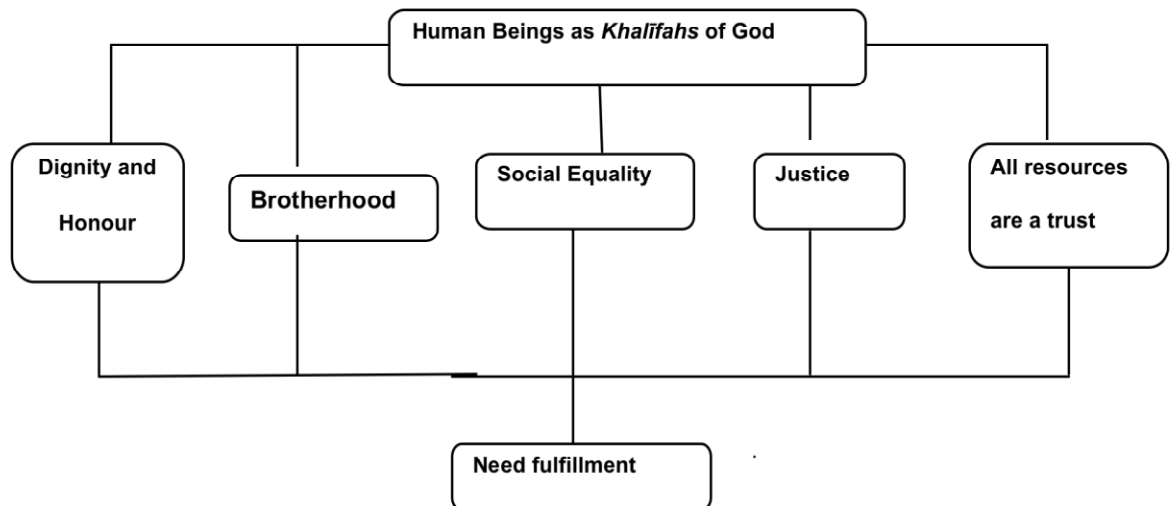 Human Beings as Khalīfahs of God
Dignity and
Honour
Brotherhood
Social Equality
Justice
All resources
are a trust
Need fulfillment